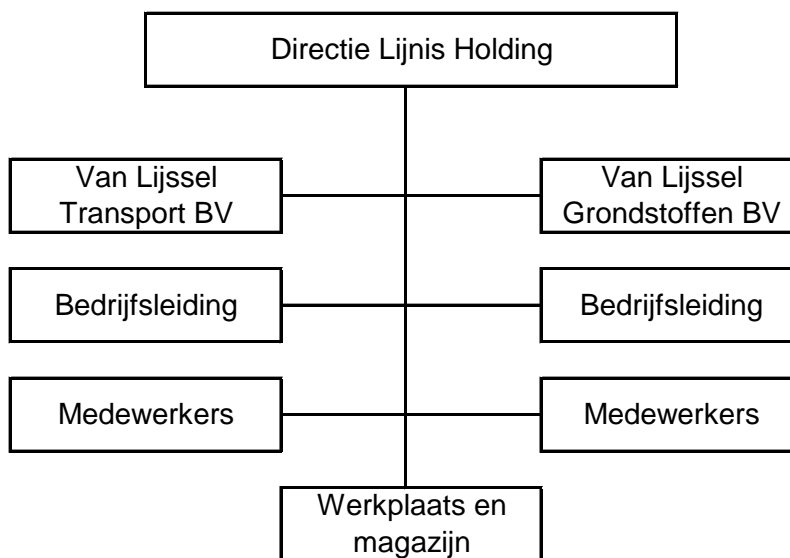 Directie Lijnis Holding
Van Lijssel
Transport BV
Van Lijssel
Grondstoffen BV
Bedrijfsleiding
Bedrijfsleiding
Medewerkers
Medewerkers
Werkplaats en
magazijn